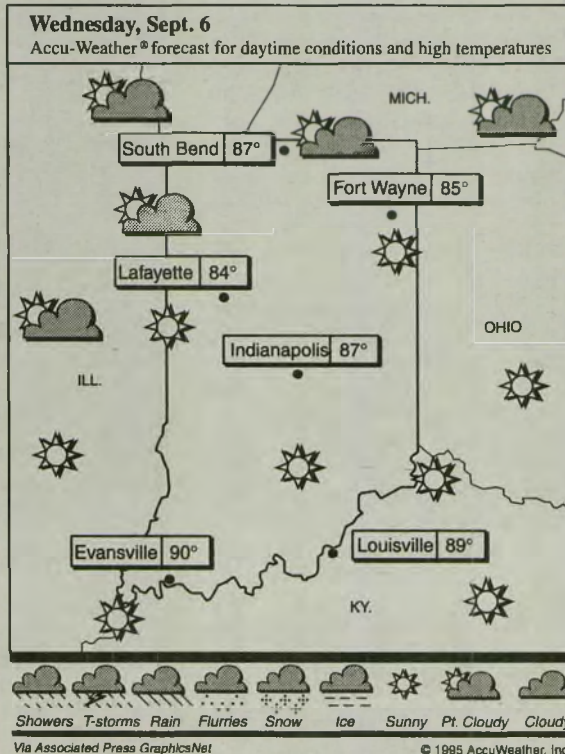 Wednesday, Sept. 6
Accu-Weather® forecast for daytime conditions and high temperatures
MICH.
South Bend 87°
Fort Wayne 85°
Lafayette 84°
OHIO
Indianapolis 87°
ILL.
Evansville 90°
Louisville 89°
KY.
Showers T-storms Rain Flurries Snow Ice Sunny Pt. Cloudy Cloudy
Via Associated Press GraphicsNet
© 1995 AccuWeather, Inc.